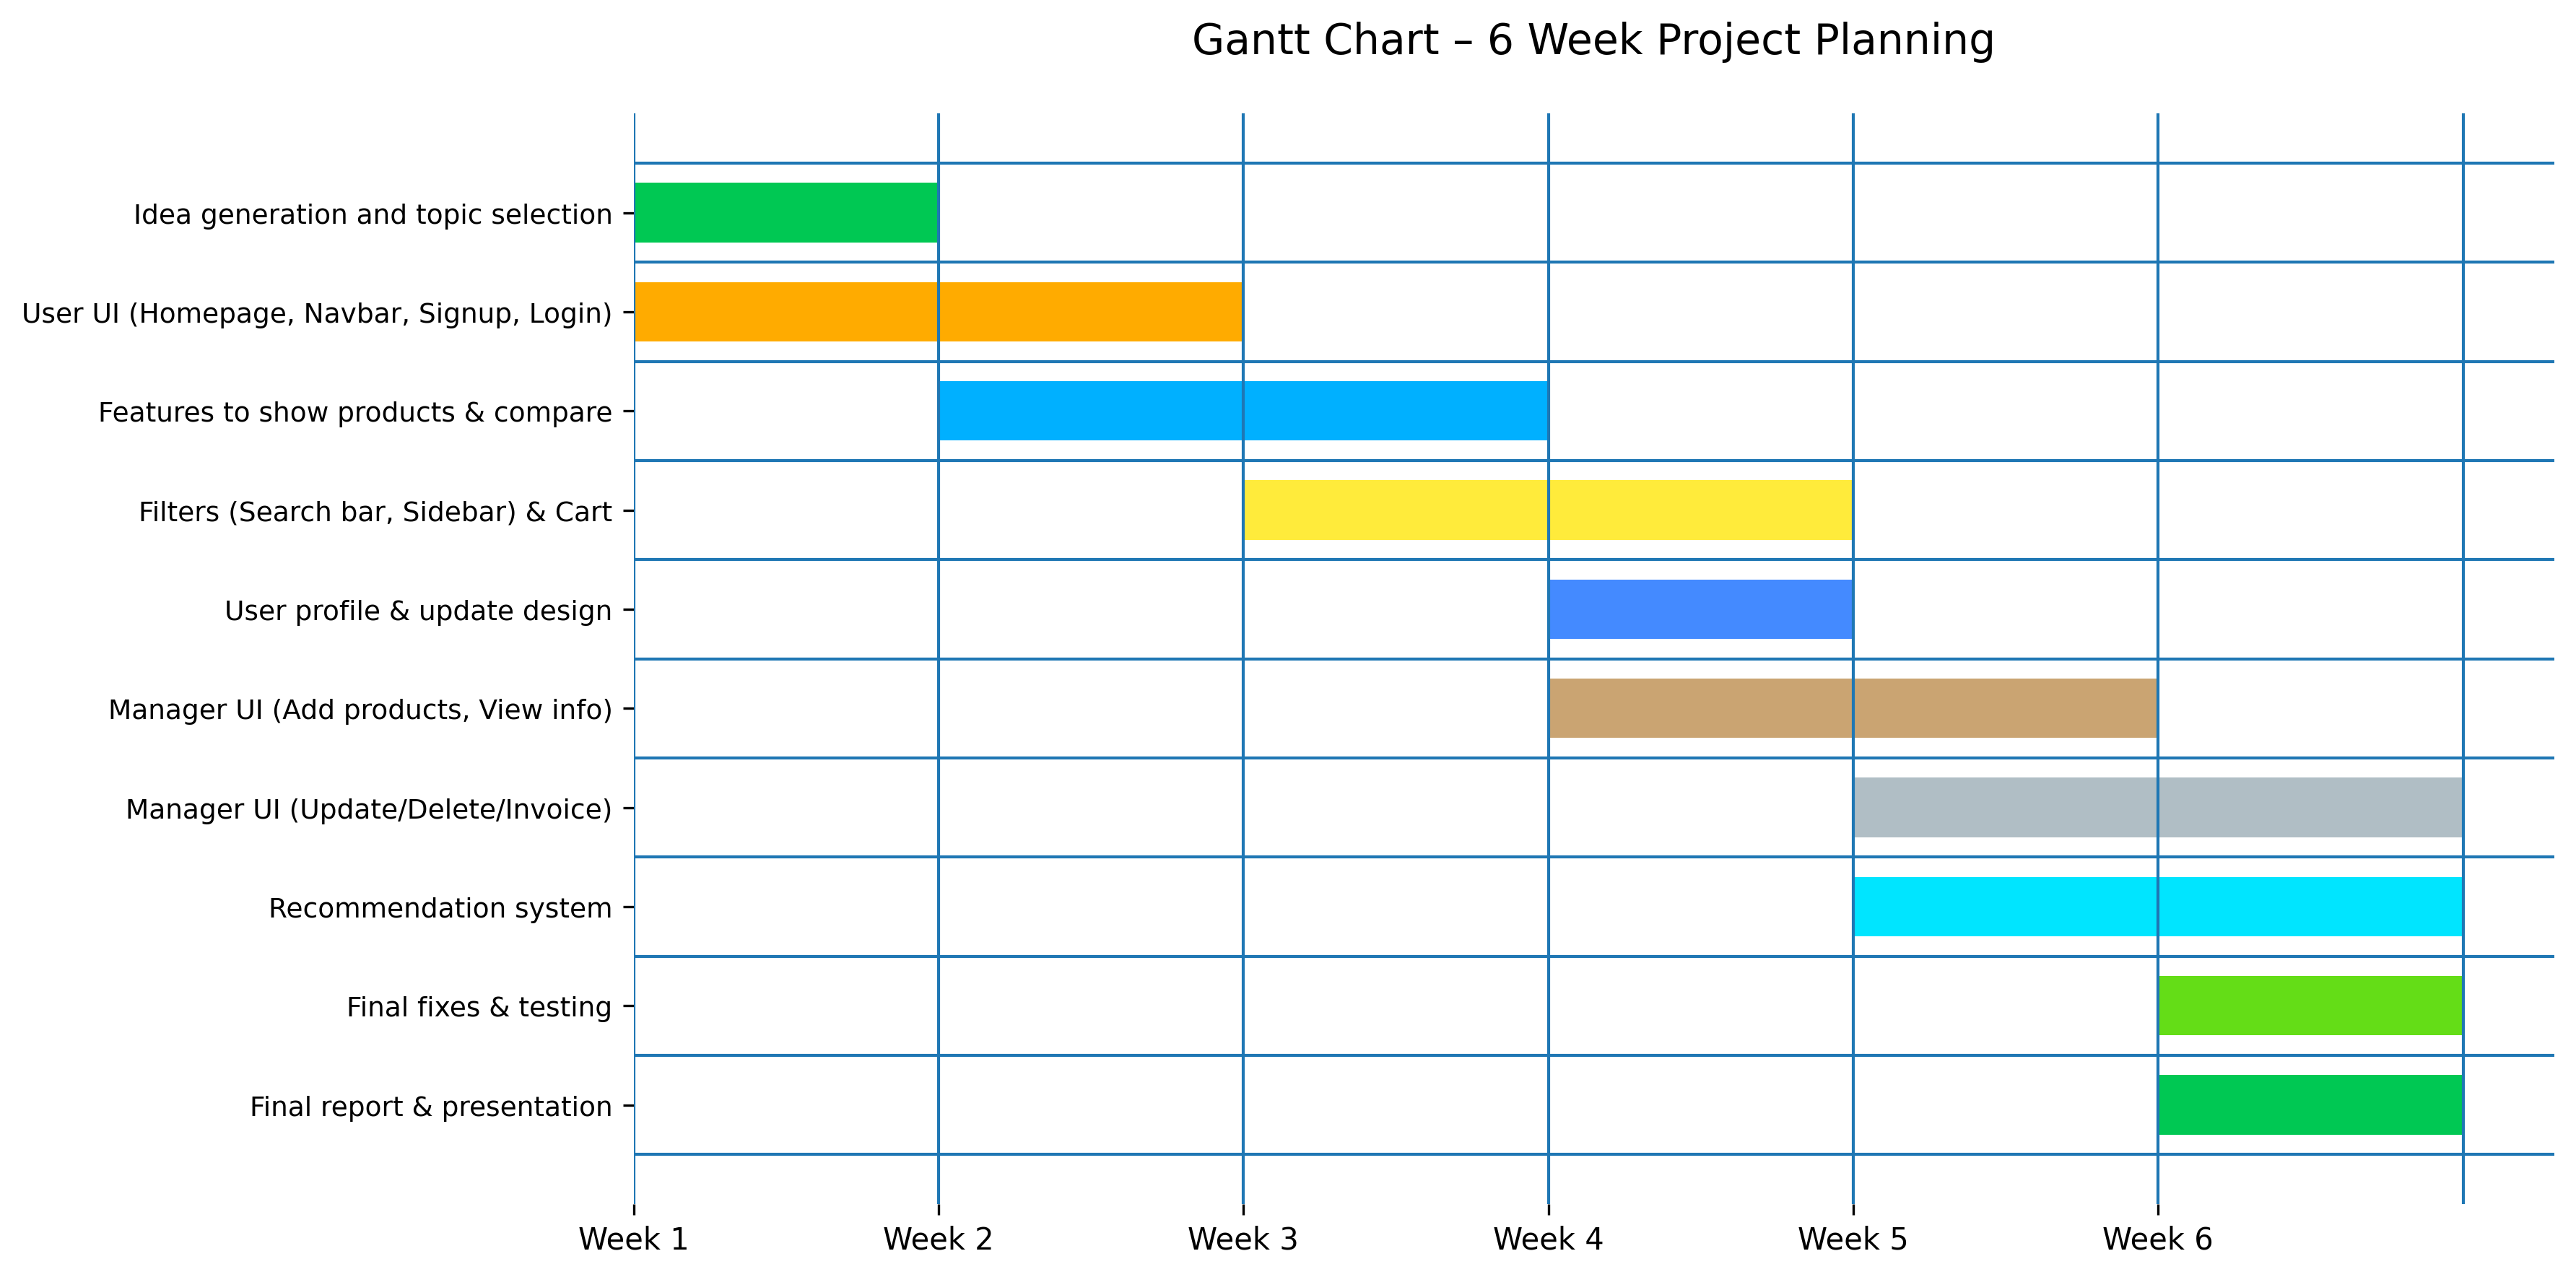 Gantt Chart – 6 Week Project Planning
Idea generation and topic selection
User UI (Homepage, Navbar, Signup, Login)
Features to show products & compare
Filters (Search bar, Sidebar) & Cart
User profile & update design
Manager UI (Add products, View info)
Manager UI (Update/Delete/Invoice)
Recommendation system
Final fixes & testing
Final report & presentation
Week 1 Week 2 Week 3 Week 4 Week 5 Week 6